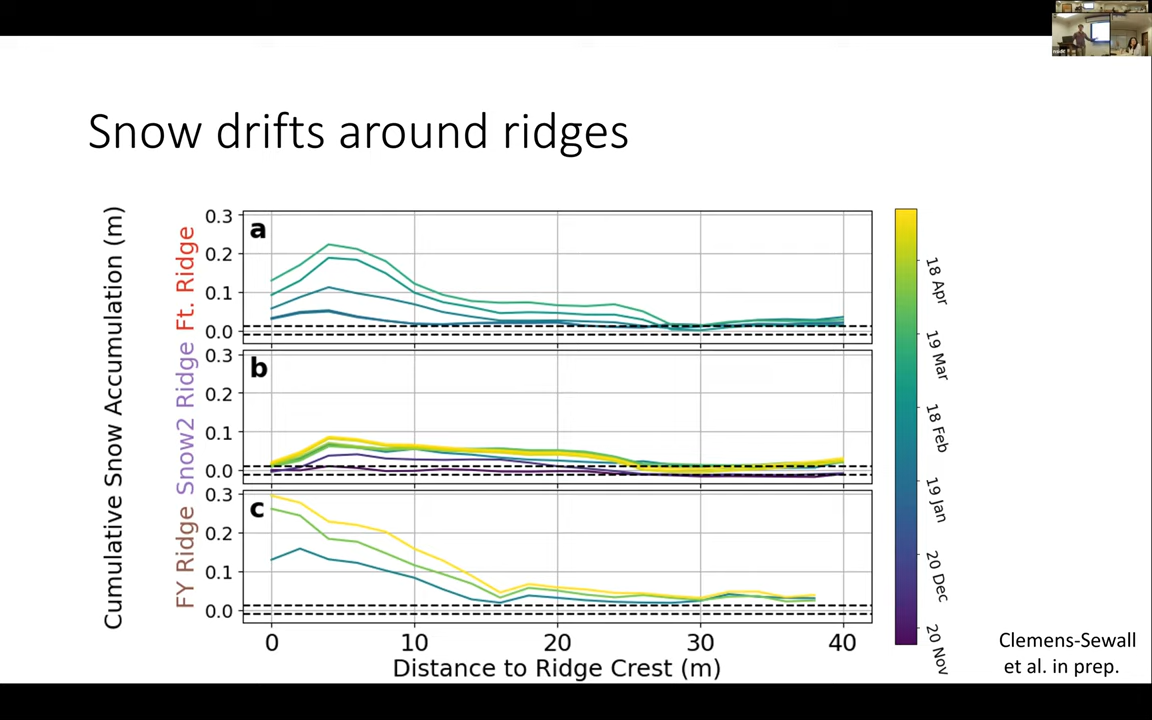 Snow drifts around ridges
Cumulative Snow Accumulation (m)
Ft. Ridge
Snow2 Ridge
FY Ridge
a
0.3
0.2
0.1
0.0
b
0.3
0.2
0.1
0.0
c
0.3
0.2
0.1
0.0
0 10 20 30 40
Distance to Ridge Crest (m)
18 Apr
19 Mar
18 Feb
19 Jan
20 Dec
20 Nov
Clemens-Sewall
et al. in prep.